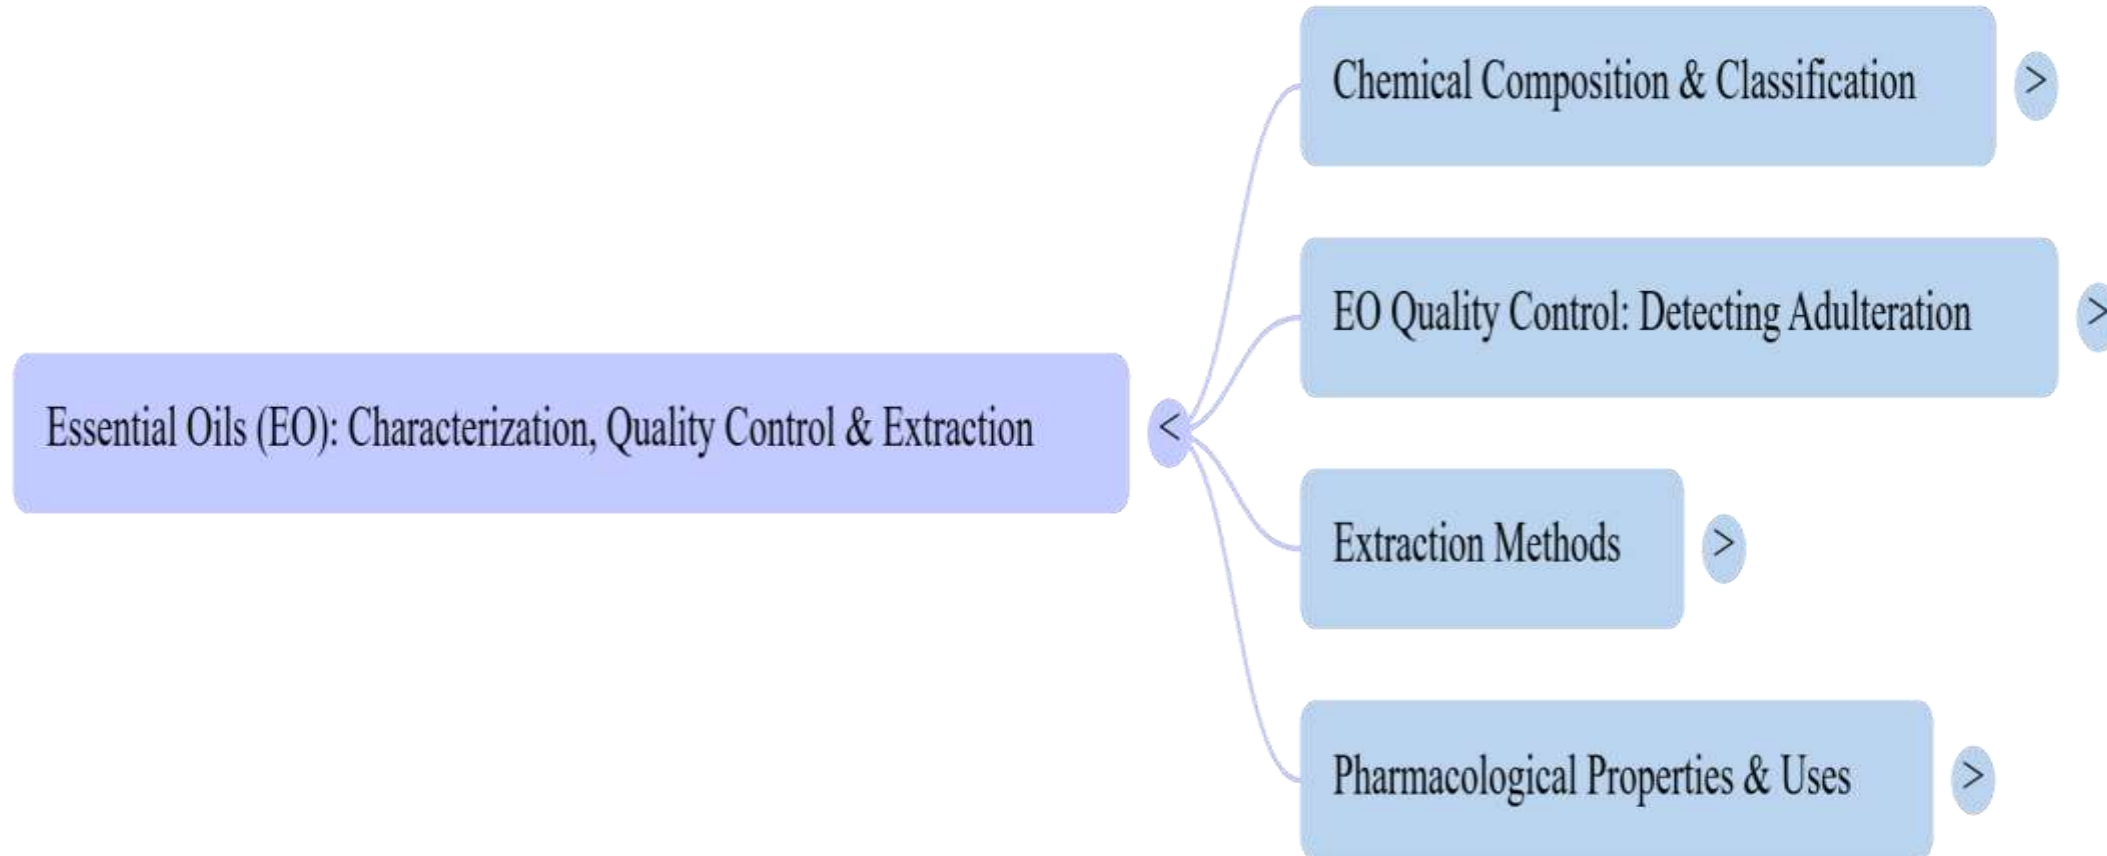 Essential Oils (EO): Characterization, Quality Control & Extraction
<
Chemical Composition & Classification
>
EO Quality Control: Detecting Adulteration
>
Extraction Methods
>
Pharmacological Properties & Uses
>